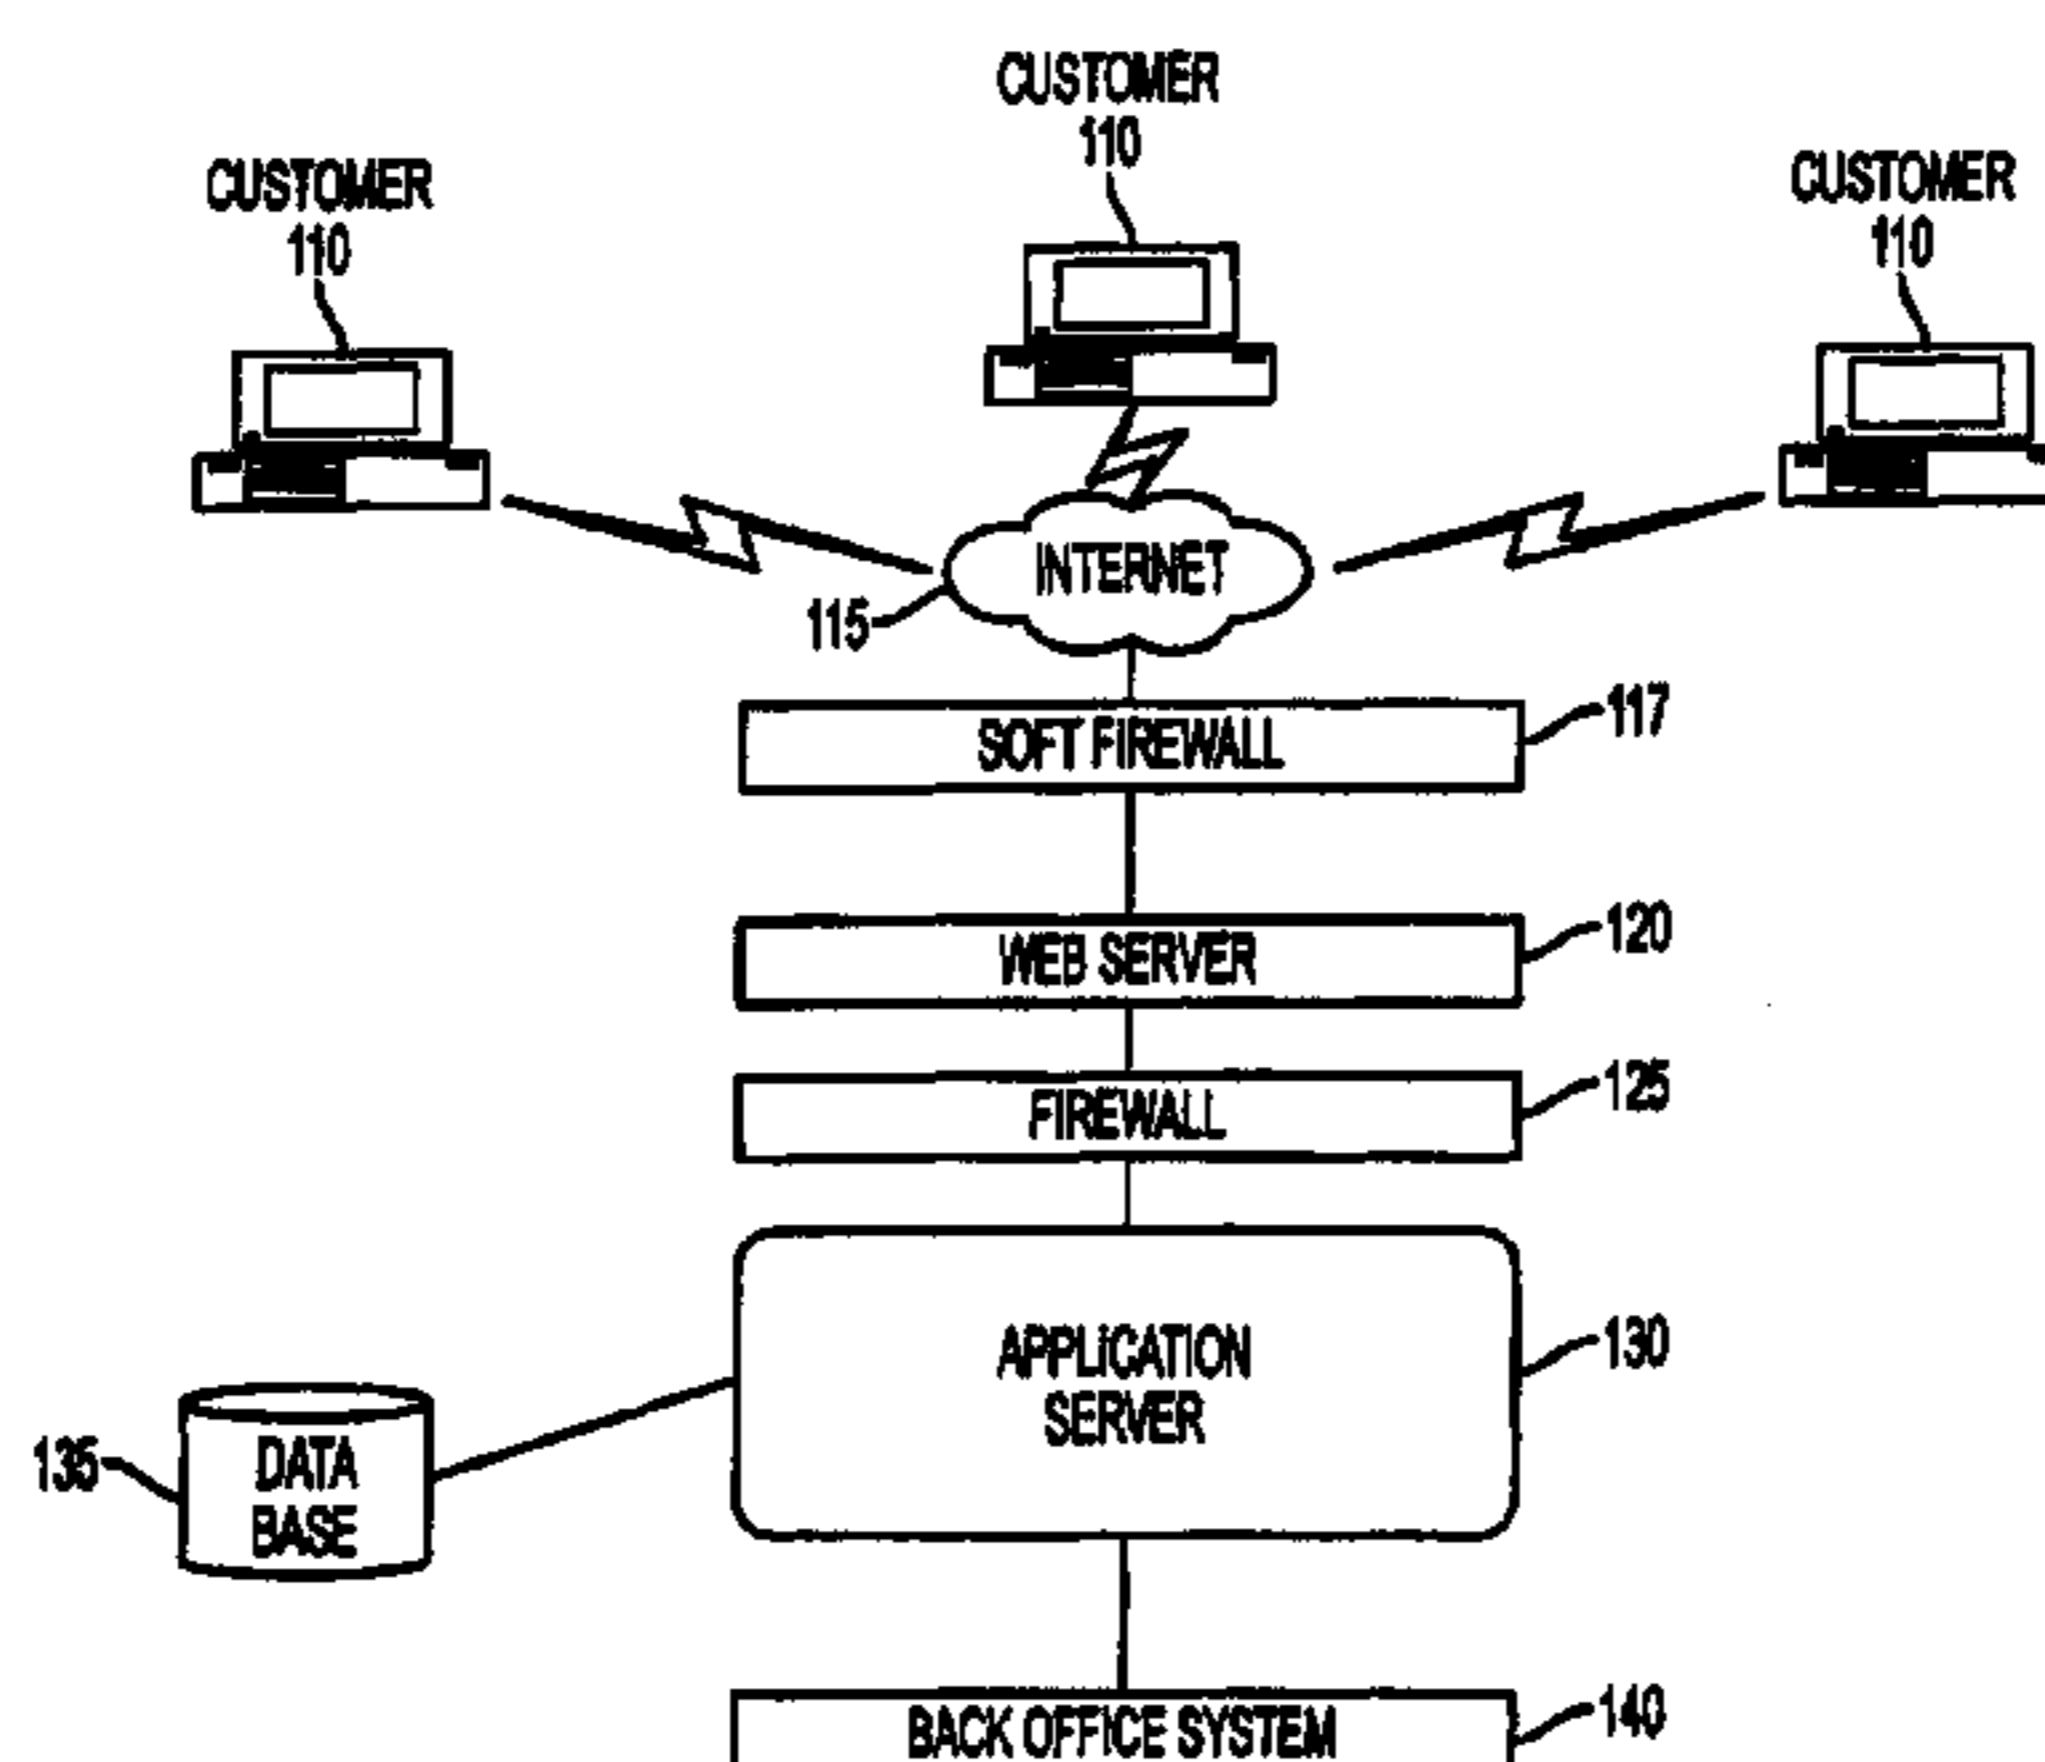 CUSTOMER
110
CUSTOMER
110
CUSTOMER
110
INTERNET
115
SOFT FIREWALL
117
WEB SERVER
120
FIREWALL
125
APPLICATION
SERVER
130
DATA
BASE
135
BACK OFFICE SYSTEM
140